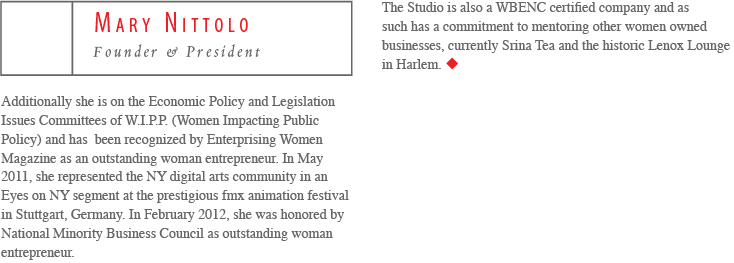 MARY NITTOLO
Founder & President
Additionally she is on the Economic Policy and Legislation
Issues Committees of W.I.P.P. (Women Impacting Public
Policy) and has  been recognized by Enterprising Women
Magazine as an outstanding woman entrepreneur. In May
2011, she represented the NY digital arts community in an
Eyes on NY segment at the prestigious fmx animation festival
in Stuttgart, Germany. In February 2012, she was honored by
National Minority Business Council as outstanding woman
entrepreneur.
The Studio is also a WBENC certified company and as
such has a commitment to mentoring other women owned
businesses, currently Srina Tea and the historic Lenox Lounge
in Harlem. ◆